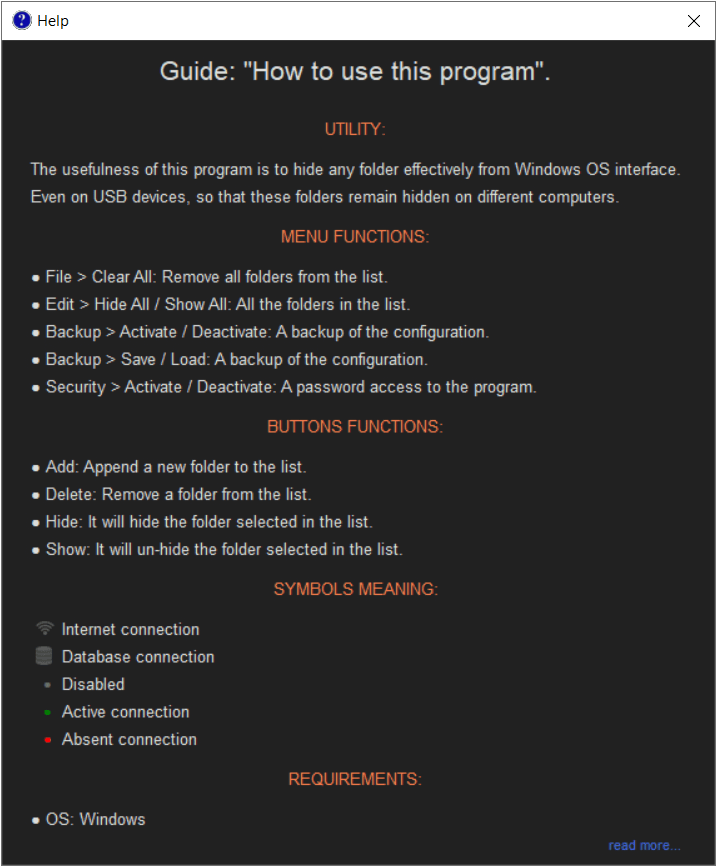 Help
Guide: "How to use this program".
UTILITY:
The usefulness of this program is to hide any folder effectively from Windows OS interface.
Even on USB devices, so that these folders remain hidden on different computers.
MENU FUNCTIONS:
● File > Clear All: Remove all folders from the list.
● Edit > Hide All / Show All: All the folders in the list.
● Backup > Activate / Deactivate: A backup of the configuration.
● Backup > Save / Load: A backup of the configuration.
● Security > Activate / Deactivate: A password access to the program.
BUTTONS FUNCTIONS:
● Add: Append a new folder to the list.
● Delete: Remove a folder from the list.
● Hide: It will hide the folder selected in the list.
● Show: It will un-hide the folder selected in the list.
SYMBOLS MEANING:
Internet connection
Database connection
Disabled
Active connection
Absent connection
REQUIREMENTS:
● OS: Windows
read more...